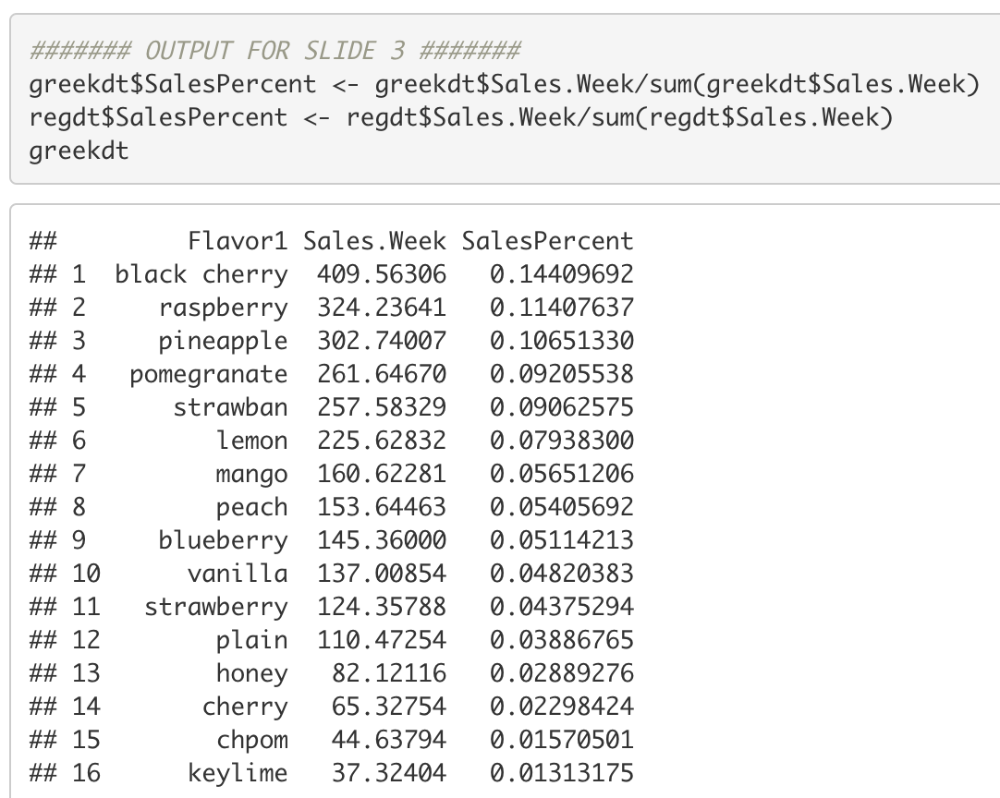 ####### OUTPUT FOR SLIDE 3 #######
greekdt$SalesPercent <- greekdt$Sales.Week/sum(greekdt$Sales.Week)
regdt$SalesPercent <- regdt$Sales.Week/sum(regdt$Sales.Week)
greekdt
##         Flavor1 Sales.Week SalesPercent
## 1  black cherry  409.56306   0.14409692
## 2     raspberry  324.23641   0.11407637
## 3     pineapple  302.74007   0.10651330
## 4   pomegranate  261.64670   0.09205538
## 5      strawban  257.58329   0.09062575
## 6         lemon  225.62832   0.07938300
## 7         mango  160.62281   0.05651206
## 8         peach  153.64463   0.05405692
## 9     blueberry  145.36000   0.05114213
## 10      vanilla  137.00854   0.04820383
## 11   strawberry  124.35788   0.04375294
## 12        plain  110.47254   0.03886765
## 13        honey   82.12116   0.02889276
## 14       cherry   65.32754   0.02298424
## 15        chpom   44.63794   0.01570501
## 16      keylime   37.32404   0.01313175